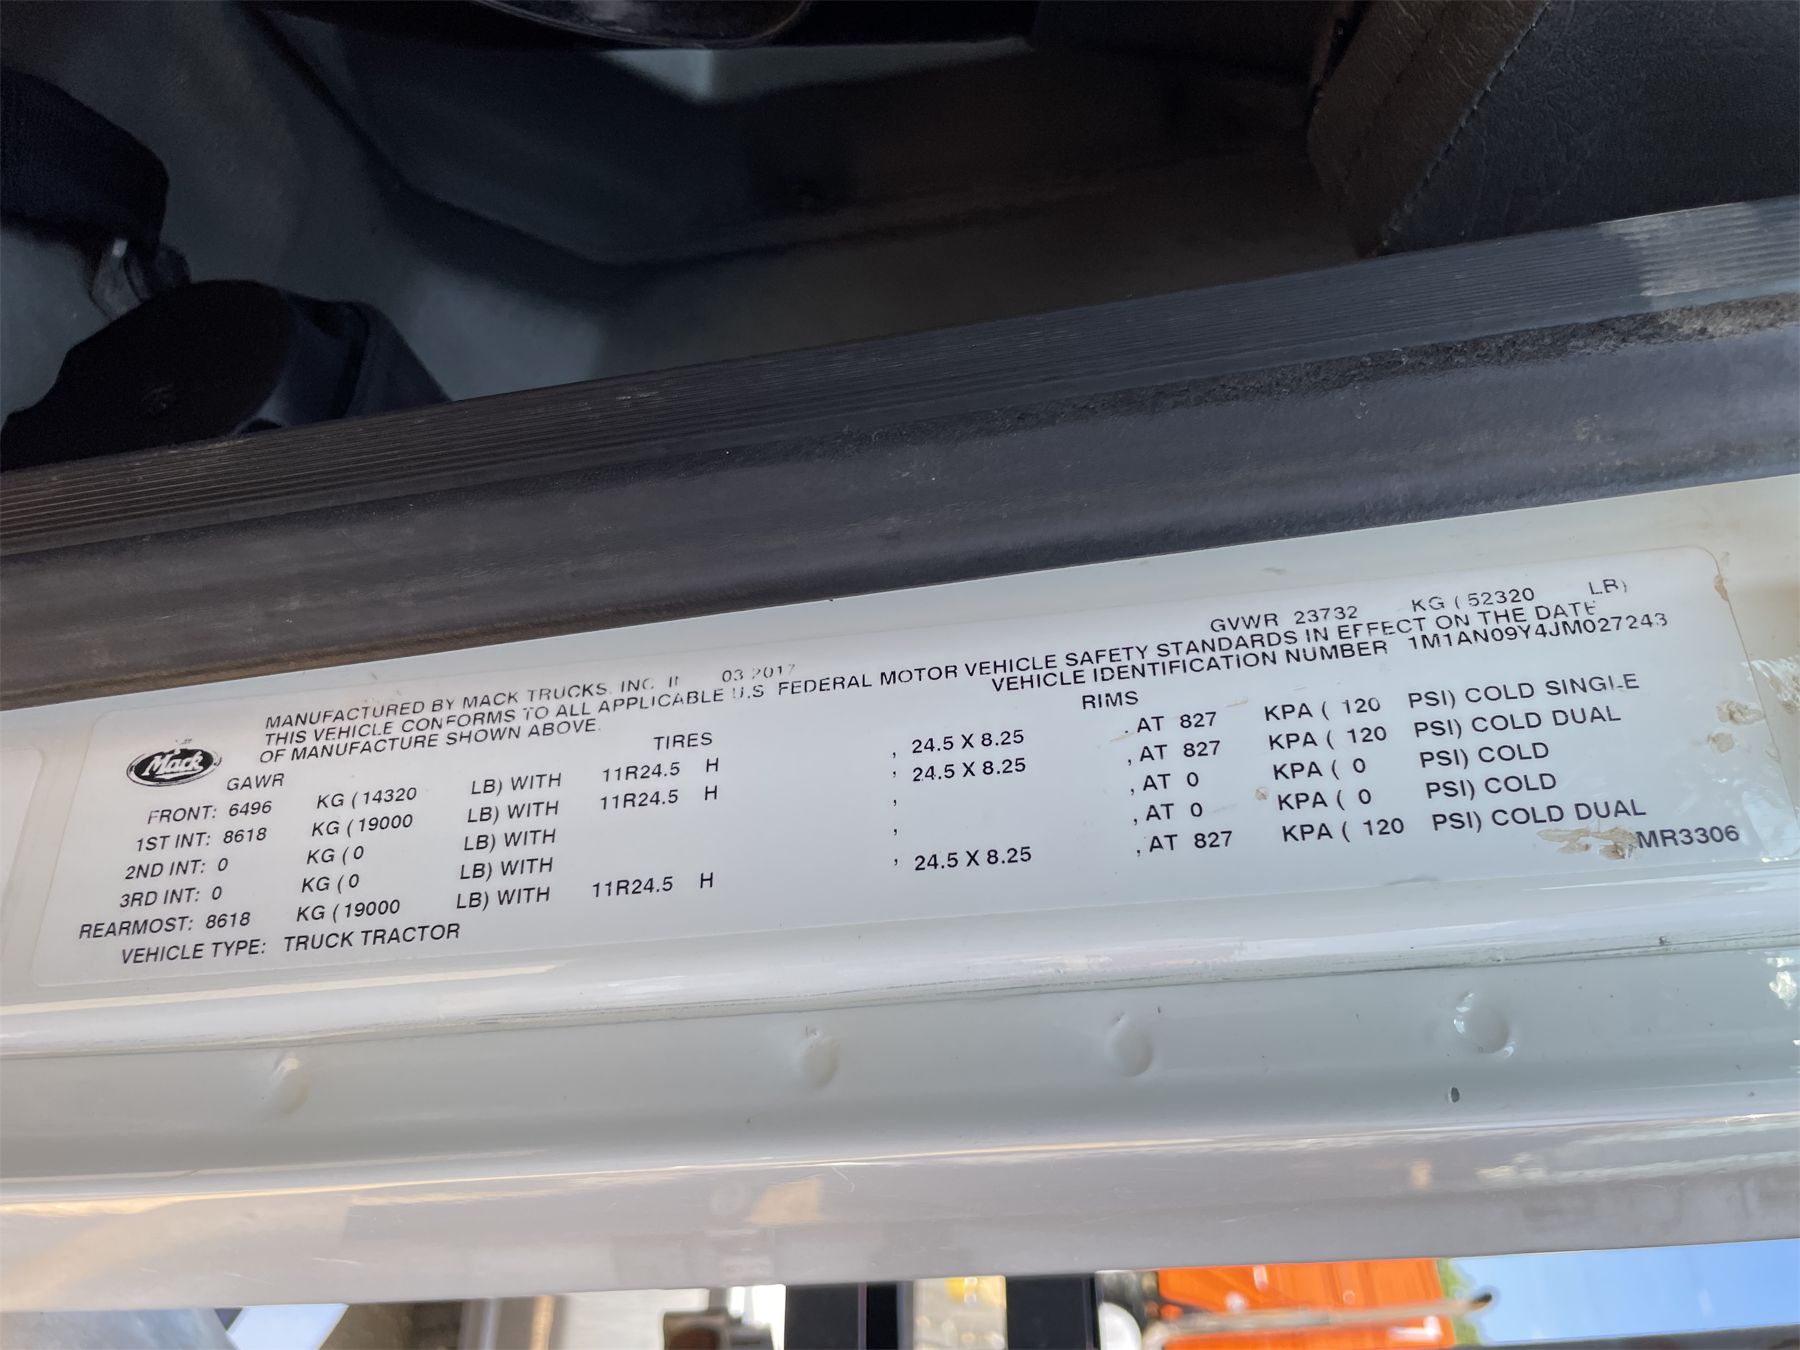 GVWR 23732 KG ( 52320 LB)
MANUFACTURED BY MACK TRUCKS, INC. 03 2017
THIS VEHICLE CONFORMS TO ALL APPLICABLE U.S FEDERAL MOTOR VEHICLE SAFETY STANDARDS IN EFFECT ON THE DATE
OF MANUFACTURE SHOWN ABOVE. VEHICLE IDENTIFICATION NUMBER 1M1AN09Y4JM027243
Mack
GAWR TIRES RIMS
FRONT: 6496 KG ( 14320 LB) WITH 11R24.5 H , 24.5 X 8.25 , AT 827 KPA ( 120 PSI) COLD SINGLE
1ST INT: 8618 KG ( 19000 LB) WITH 11R24.5 H , 24.5 X 8.25 , AT 827 KPA ( 120 PSI) COLD DUAL
2ND INT: 0 KG ( 0 LB) WITH , , AT 0 KPA ( 0 PSI) COLD
3RD INT: 0 KG ( 0 LB) WITH , , AT 0 KPA ( 0 PSI) COLD
REARMOST: 8618 KG ( 19000 LB) WITH 11R24.5 H , 24.5 X 8.25 , AT 827 KPA ( 120 PSI) COLD DUAL
VEHICLE TYPE: TRUCK TRACTOR MR3306